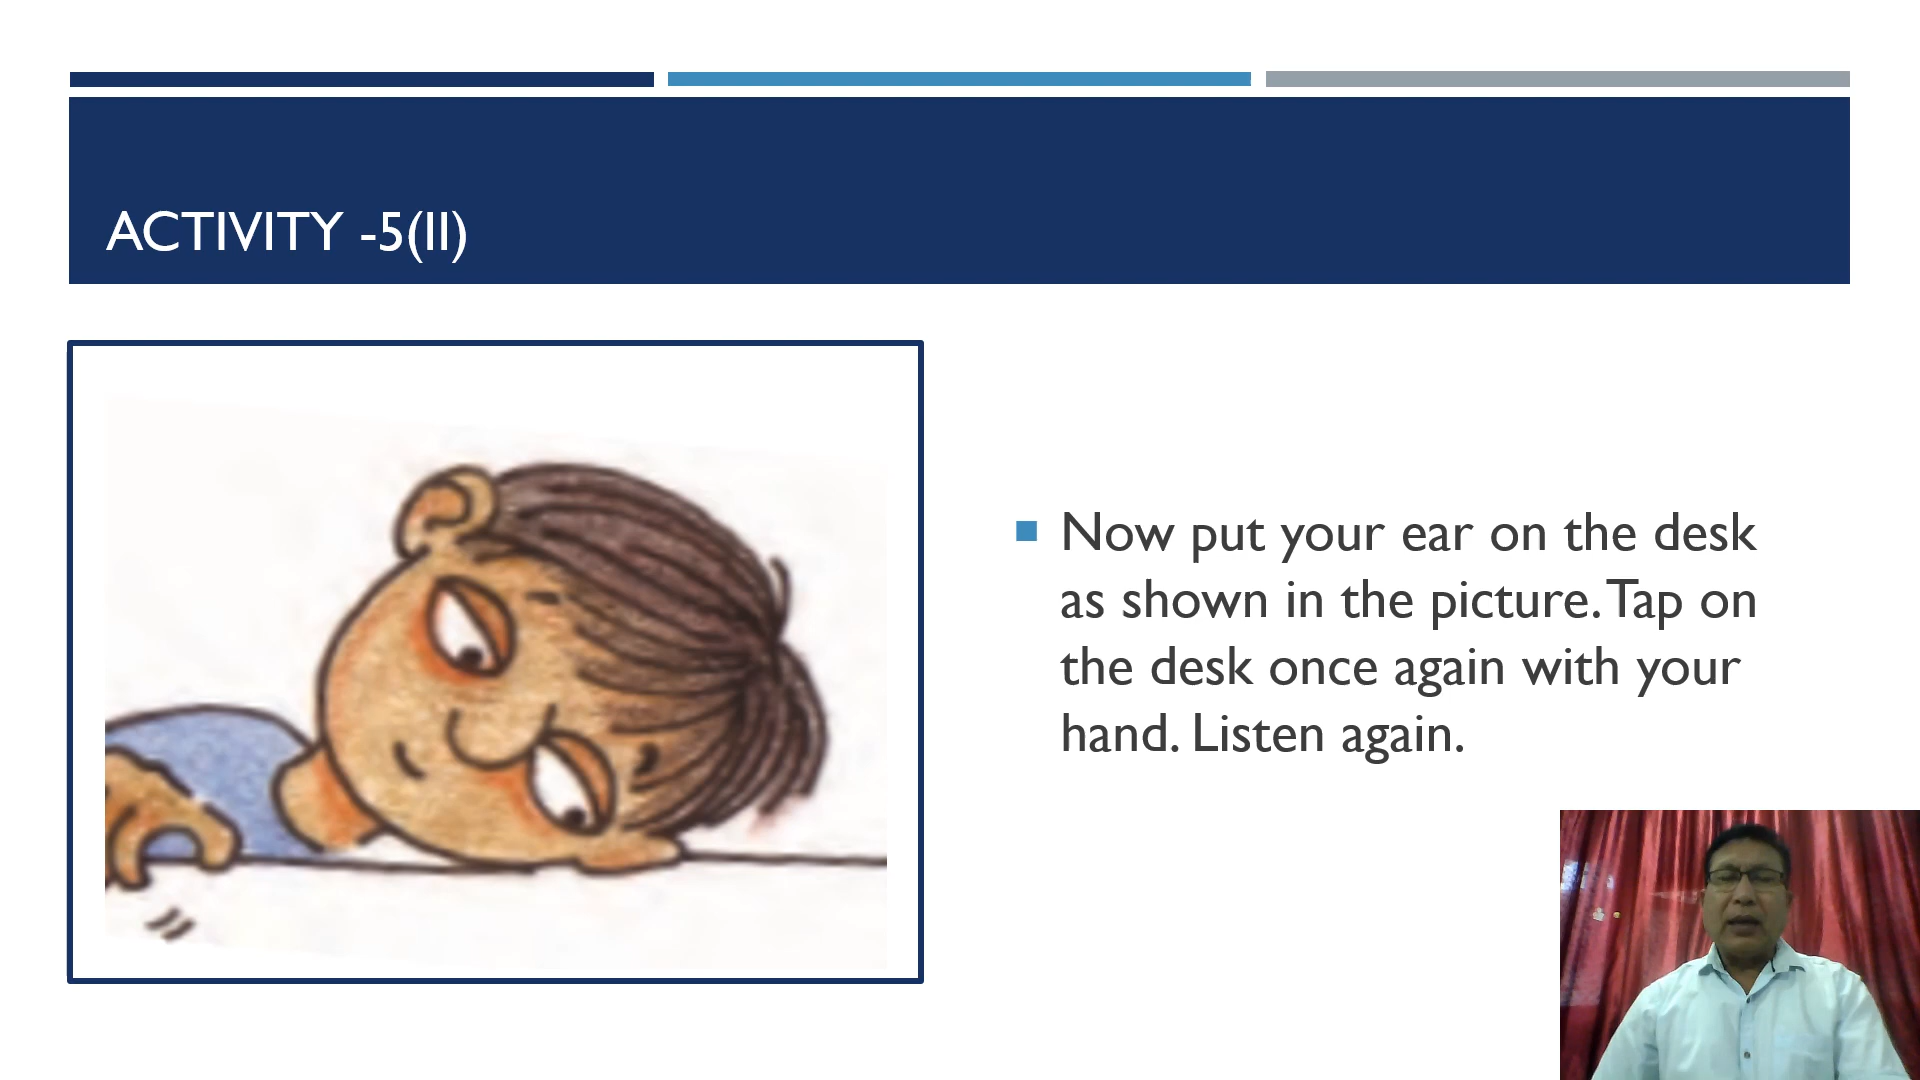 ACTIVITY -5(II)
Now put your ear on the desk
as shown in the picture. Tap on
the desk once again with your
hand. Listen again.